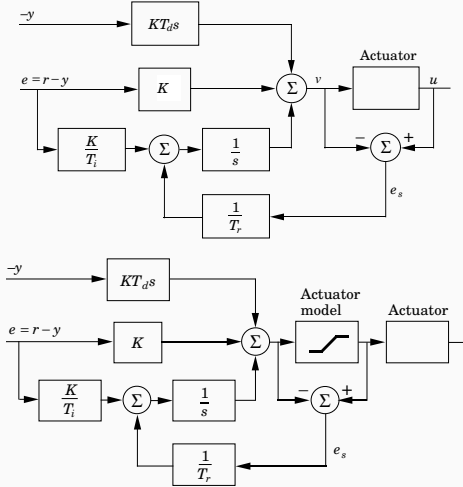 –y
KT_d s
Actuator
e = r – y
K
Σ
v
u
K/T_i
Σ
1/s
–
Σ
+
1/T_r
e_s
–y
KT_d s
Actuator model
Actuator
e = r – y
K
Σ
K/T_i
Σ
1/s
–
Σ
+
1/T_r
e_s